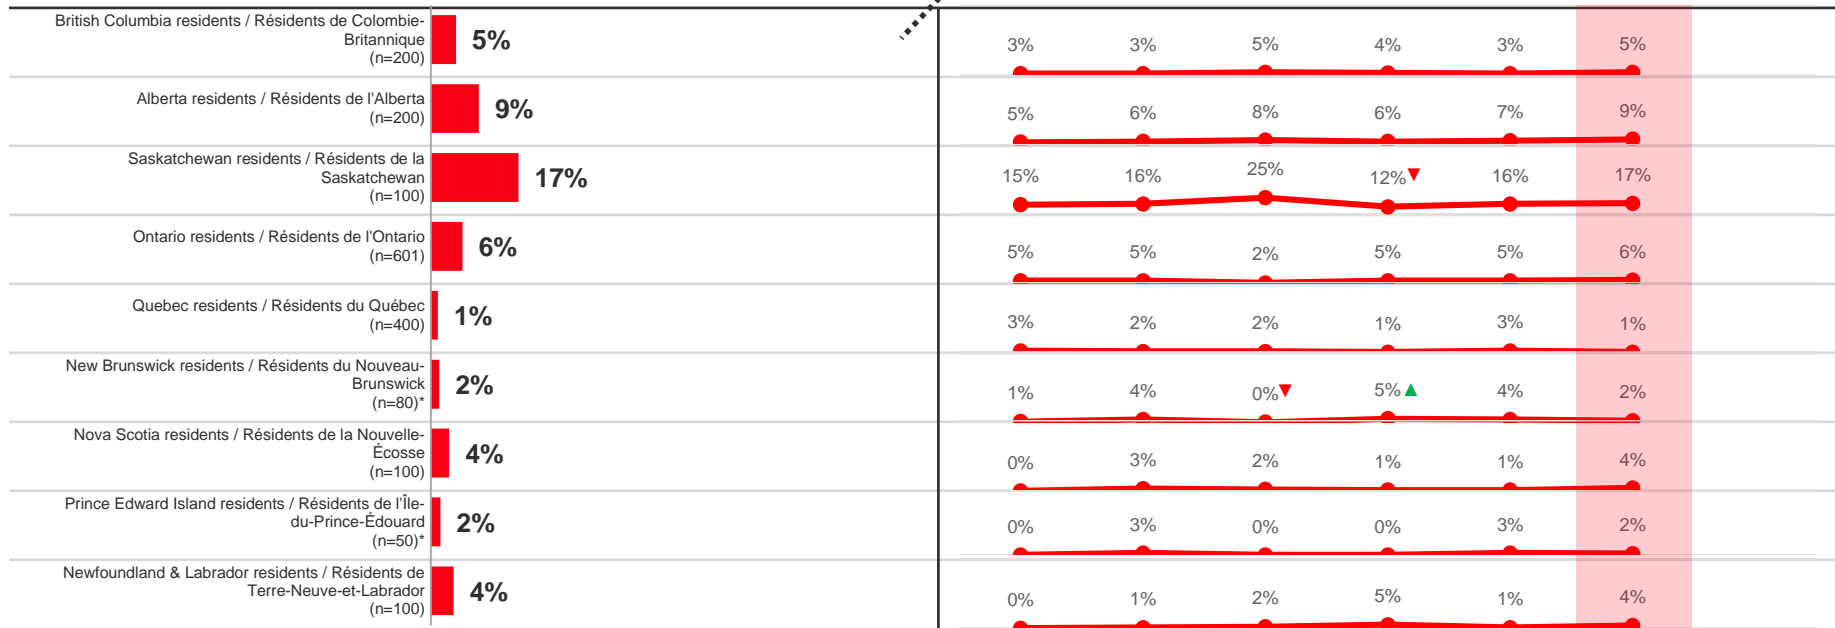 British Columbia residents / Résidents de Colombie-
Britannique
(n=200)
5%
3% 3% 5% 4% 3% 5%
Alberta residents / Résidents de l'Alberta
(n=200)
9%
5% 6% 8% 6% 7% 9%
Saskatchewan residents / Résidents de la
Saskatchewan
(n=100)
17%
15% 16% 25% 12%▼ 16% 17%
Ontario residents / Résidents de l'Ontario
(n=601)
6%
5% 5% 2% 5% 5% 6%
Quebec residents / Résidents du Québec
(n=400)
1%
3% 2% 2% 1% 3% 1%
New Brunswick residents / Résidents du Nouveau-
Brunswick
(n=80)*
2%
1% 4% 0%▼ 5%▲ 4% 2%
Nova Scotia residents / Résidents de la Nouvelle-
Écosse
(n=100)
4%
0% 3% 2% 1% 1% 4%
Prince Edward Island residents / Résidents de l'Île-
du-Prince-Édouard
(n=50)*
2%
0% 3% 0% 0% 3% 2%
Newfoundland & Labrador residents / Résidents de
Terre-Neuve-et-Labrador
(n=100)
4%
0% 1% 2% 5% 1% 4%